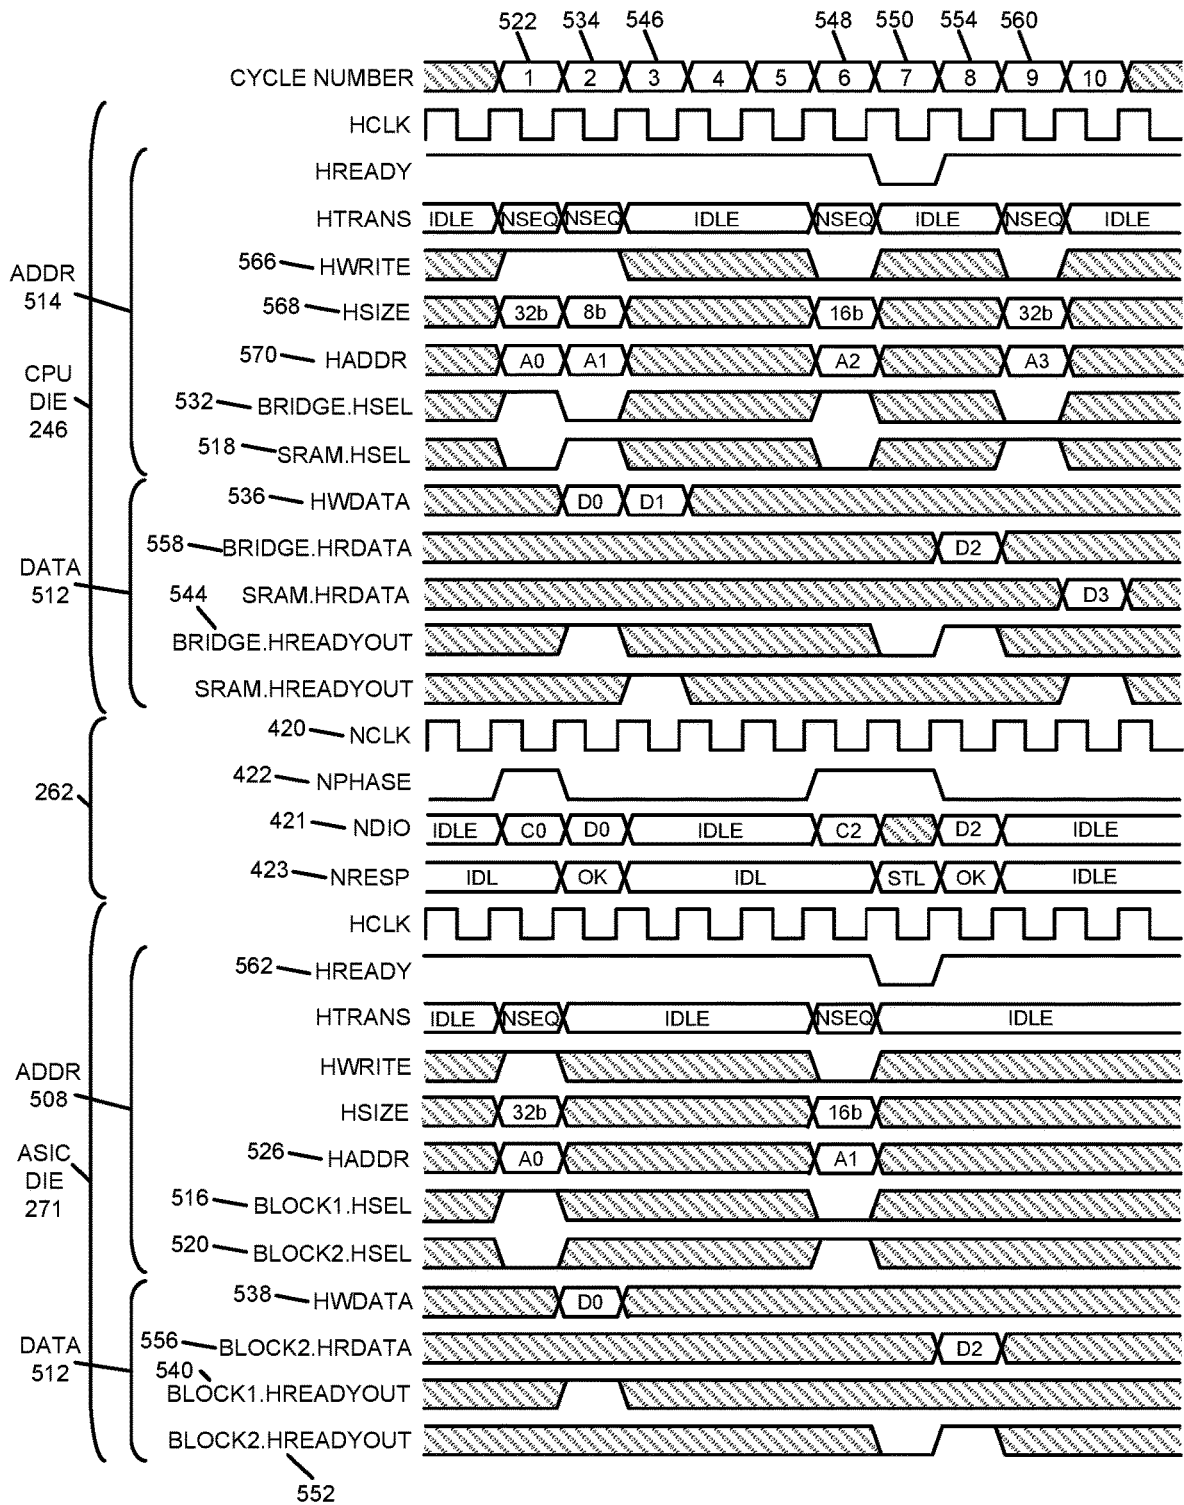 522 534 546 548 550 554 560
CYCLE NUMBER 1 2 3 4 5 6 7 8 9 10
HCLK
HREADY
HTRANS IDLE NSEQ NSEQ IDLE NSEQ IDLE NSEQ IDLE
566 HWRITE
ADDR
514
568 HSIZE 32b 8b 16b 32b
570 HADDR A0 A1 A2 A3
CPU
DIE
246
532 BRIDGE.HSEL
518 SRAM.HSEL
536 HWDATA D0 D1
558 BRIDGE.HRDATA D2
DATA
512
SRAM.HRDATA D3
544
BRIDGE.HREADYOUT
SRAM.HREADYOUT
420 NCLK
422 NPHASE
262
421 NDIO IDLE C0 D0 IDLE C2 D2 IDLE
423 NRESP IDL OK IDL STL OK IDLE
HCLK
562 HREADY
HTRANS IDLE NSEQ IDLE NSEQ IDLE
HWRITE
ADDR
508
HSIZE 32b 16b
526 HADDR A0 A1
ASIC
DIE
271
516 BLOCK1.HSEL
520 BLOCK2.HSEL
538 HWDATA D0
DATA
512
556 BLOCK2.HRDATA D2
540
BLOCK1.HREADYOUT
BLOCK2.HREADYOUT
552